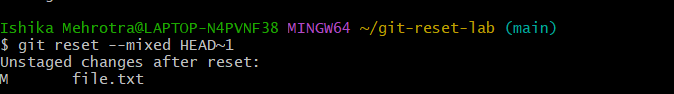 Ishika Mehrotra@LAPTOP-N4PVNF38 MINGW64 ~/git-reset-lab (main)
$ git reset --mixed HEAD~1
Unstaged changes after reset:
M       file.txt